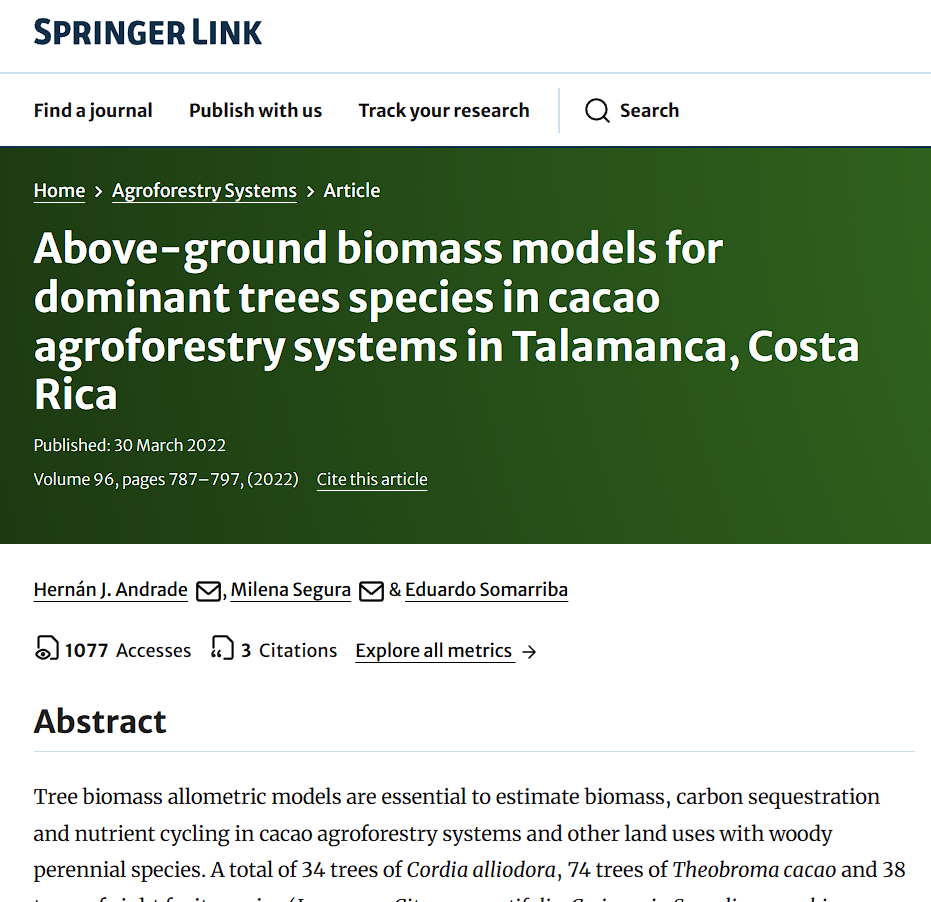 SPRINGER LINK
Find a journal Publish with us Track your research Search
Home > Agroforestry Systems > Article
Above-ground biomass models for
dominant trees species in cacao
agroforestry systems in Talamanca, Costa
Rica
Published: 30 March 2022
Volume 96, pages 787–797, (2022) Cite this article
Hernán J. Andrade, Milena Segura & Eduardo Somarriba
1077 Accesses 3 Citations Explore all metrics →
Abstract
Tree biomass allometric models are essential to estimate biomass, carbon sequestration
and nutrient cycling in cacao agroforestry systems and other land uses with woody
perennial species. A total of 34 trees of Cordia alliodora, 74 trees of Theobroma cacao and 38